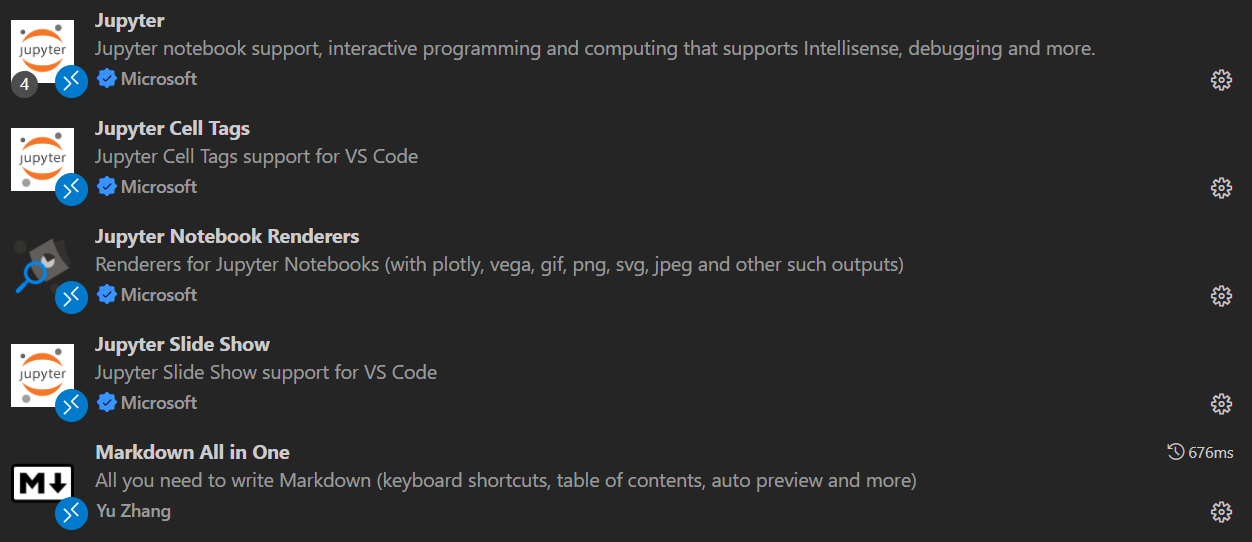 Jupyter
jupyter
Jupyter notebook support, interactive programming and computing that supports Intellisense, debugging and more.
4
Microsoft
Jupyter Cell Tags
jupyter
Jupyter Cell Tags support for VS Code
Microsoft
Jupyter Notebook Renderers
Renderers for Jupyter Notebooks (with plotly, vega, gif, png, svg, jpeg and other such outputs)
Microsoft
Jupyter Slide Show
jupyter
Jupyter Slide Show support for VS Code
Microsoft
Markdown All in One
676ms
M
All you need to write Markdown (keyboard shortcuts, table of contents, auto preview and more)
Yu Zhang